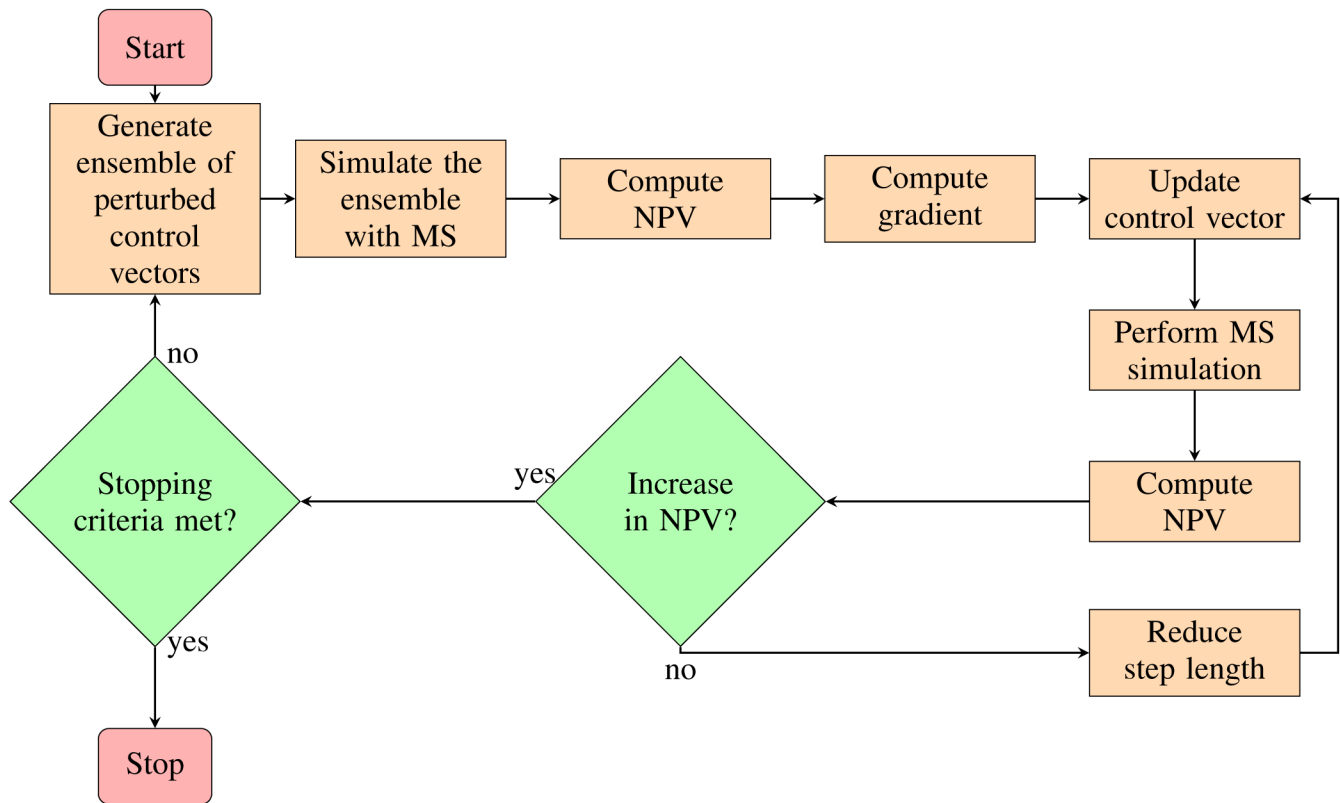 Start
Generate
ensemble of
perturbed
control
vectors
Simulate the
ensemble
with MS
Compute
NPV
Compute
gradient
Update
control vector
Perform MS
simulation
Compute
NPV
Increase
in NPV?
yes
no
Reduce
step length
Stopping
criteria met?
no
yes
Stop